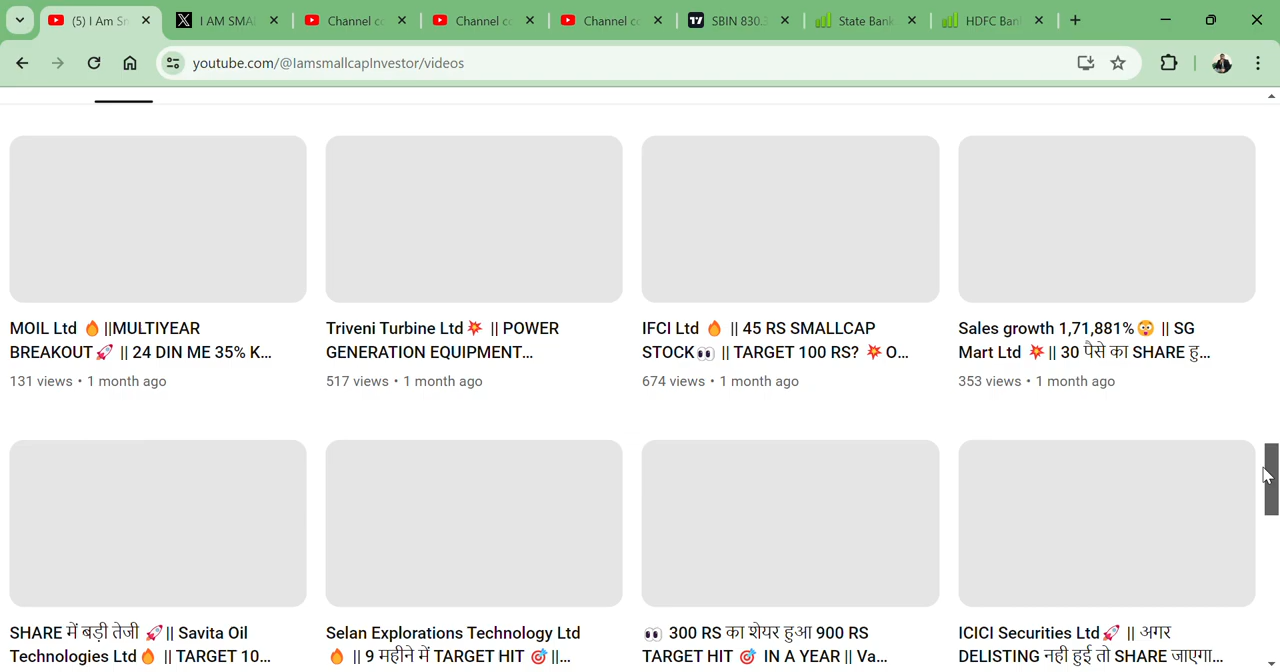 (5) I Am Sm
I AM SMA
Channel co
Channel co
Channel co
SBIN 830.
State Bank
HDFC Ban
youtube.com/@IamsmallcapInvestor/videos
MOIL Ltd 🔥||MULTIYEAR
BREAKOUT🚀 || 24 DIN ME 35% K...
131 views • 1 month ago
Triveni Turbine Ltd💥 || POWER
GENERATION EQUIPMENT...
517 views • 1 month ago
IFCI Ltd 🔥 || 45 RS SMALLCAP
STOCK👀 || TARGET 100 RS? 💥O...
674 views • 1 month ago
Sales growth 1,71,881%😳 || SG
Mart Ltd 💥|| 30 पैसे का SHARE हु...
353 views • 1 month ago
SHARE में बड़ी तेजी 🚀|| Savita Oil
Technologies Ltd🔥 || TARGET 10...
Selan Explorations Technology Ltd
🔥 || 9 महीने में TARGET HIT 🎯||...
👀 300 RS का शेयर हुआ 900 RS
TARGET HIT 🎯 IN A YEAR || Va...
ICICI Securities Ltd🚀 || अगर
DELISTING नही हुई तो SHARE जाएगा...